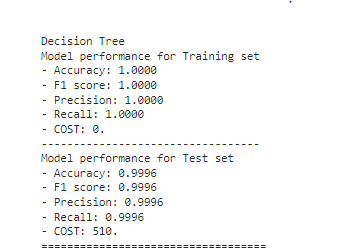 Decision Tree
Model performance for Training set
- Accuracy: 1.0000
- F1 score: 1.0000
- Precision: 1.0000
- Recall: 1.0000
- COST: 0.
----------------------------------
Model performance for Test set
- Accuracy: 0.9996
- F1 score: 0.9996
- Precision: 0.9996
- Recall: 0.9996
- COST: 510.
===================================